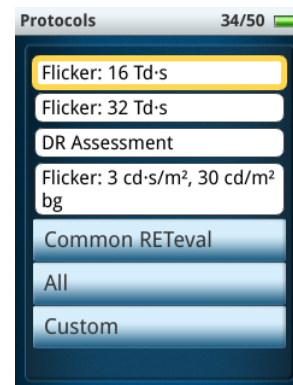 Protocols 34/50
Flicker: 16 Td·s
Flicker: 32 Td·s
DR Assessment
Flicker: 3 cd·s/m², 30 cd/m²
bg
Common RETeval
All
Custom